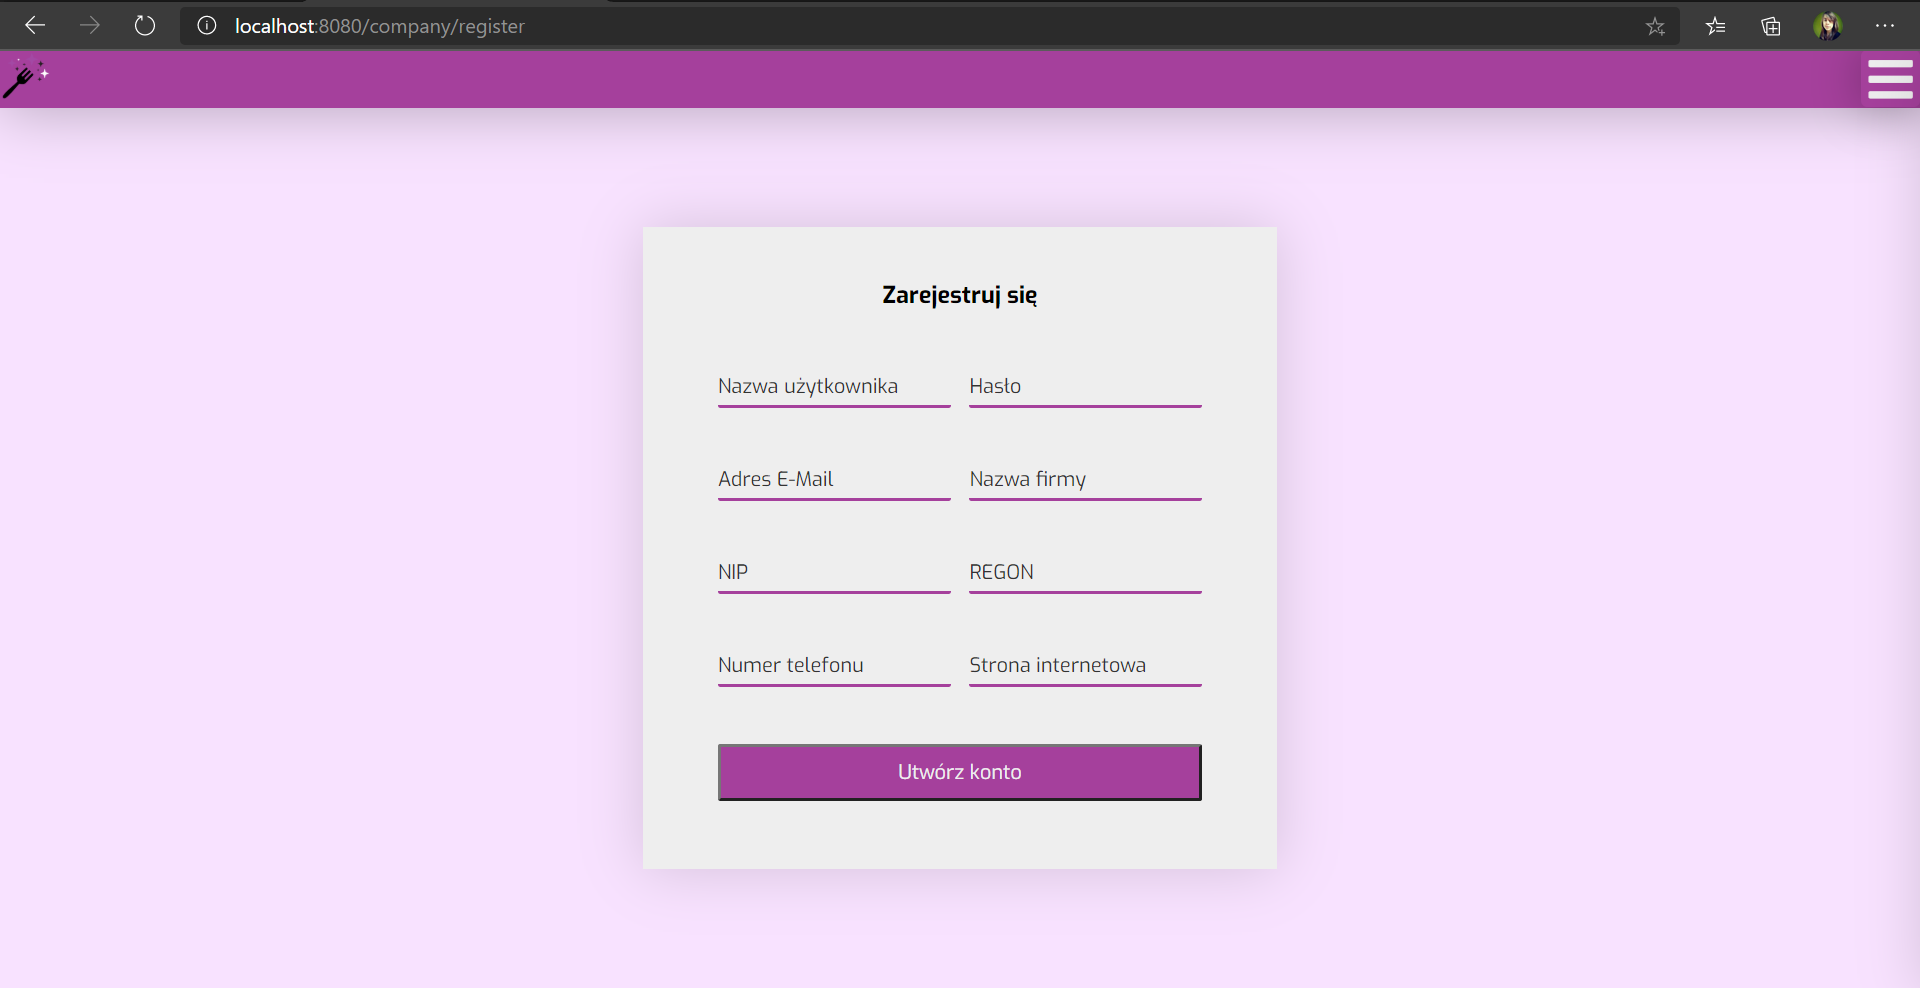 localhost:8080/company/register
Zarejestruj się
Nazwa użytkownika Hasło
Adres E-Mail Nazwa firmy
NIP REGON
Numer telefonu Strona internetowa
Utwórz konto